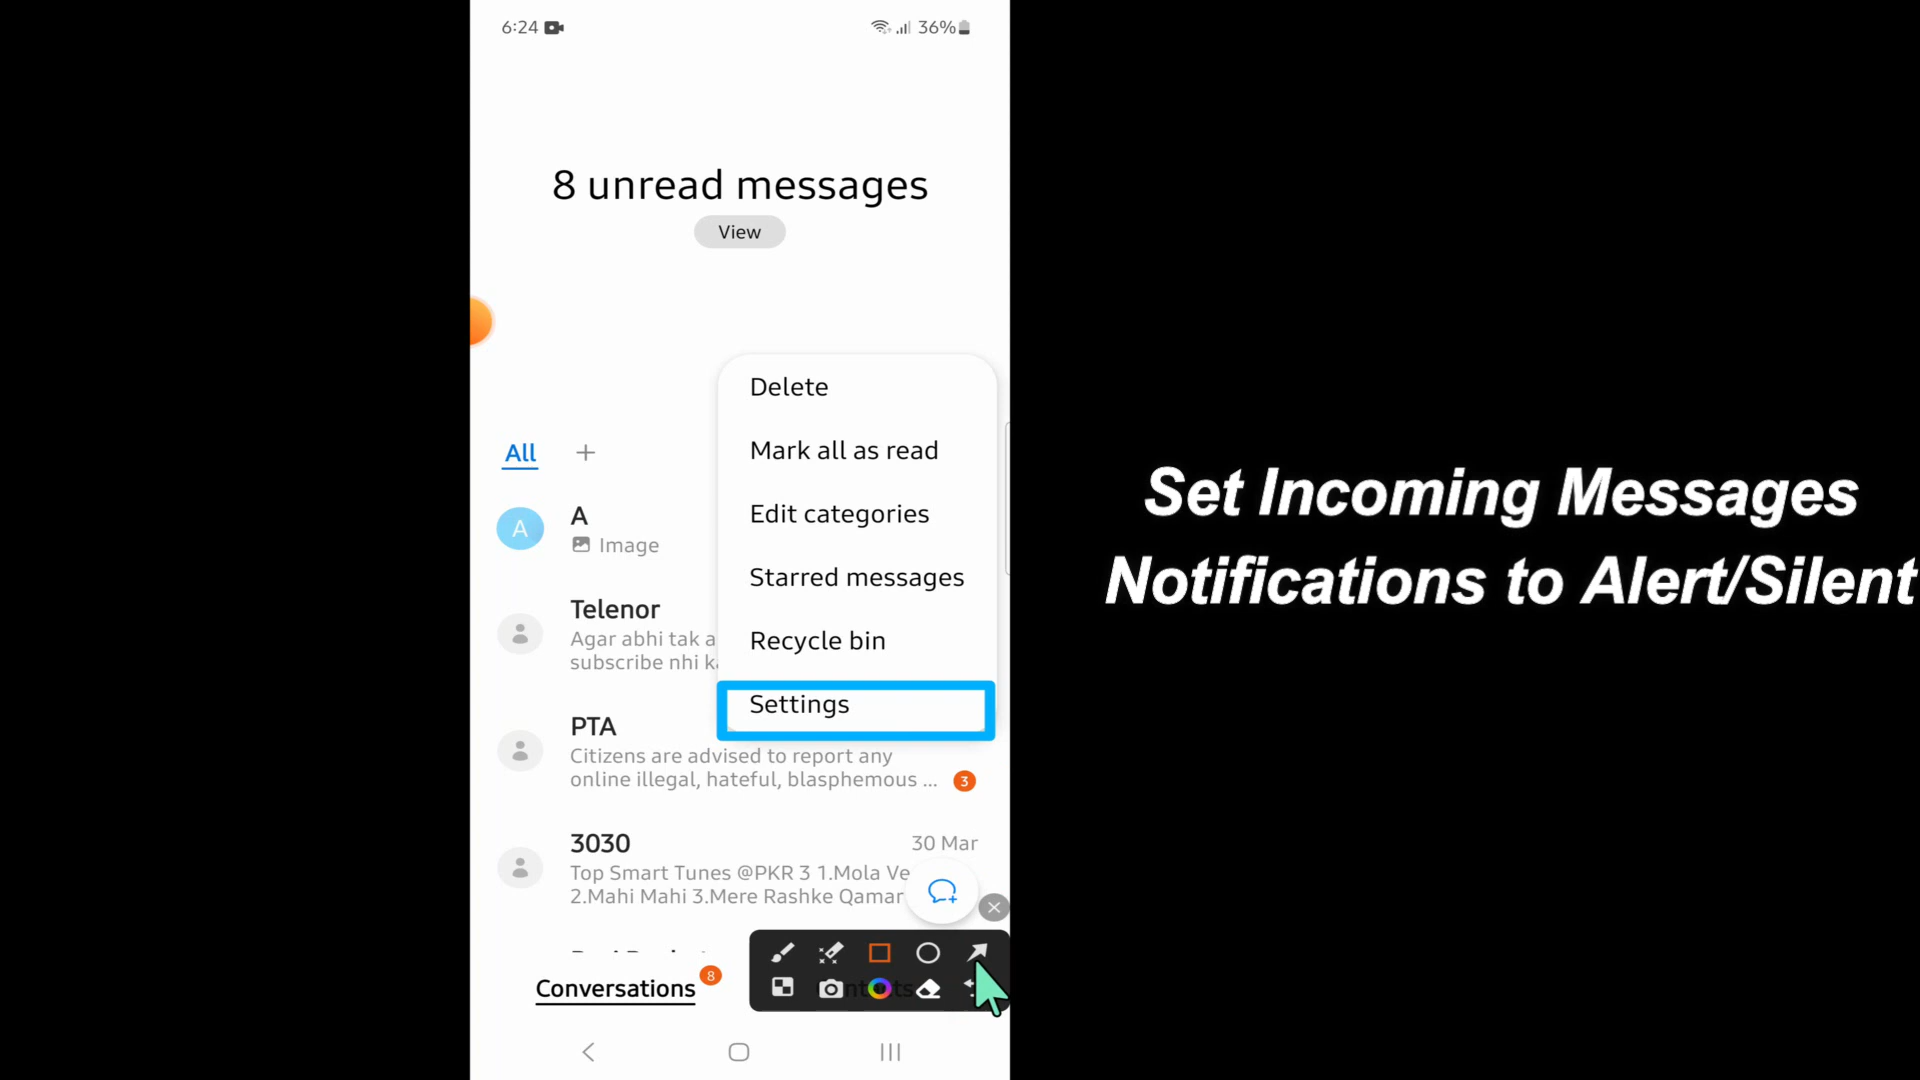 6:24 36%
8 unread messages
View
Delete
Mark all as read
Edit categories
Starred messages
Recycle bin
Settings
All +
A
A
Image
Telenor
Agar abhi tak a
subscribe nhi k
PTA
Citizens are advised to report any
online illegal, hateful, blasphemous ... 3
3030 30 Mar
Top Smart Tunes @PKR 3 1.Mola Ve
2.Mahi Mahi 3.Mere Rashke Qamar
Conversations 8
Set Incoming Messages
Notifications to Alert/Silent